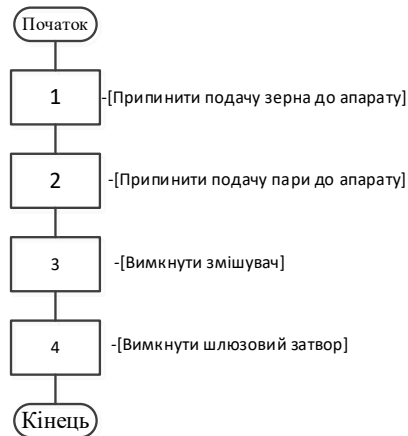 Початок
1 -[Припинити подачу зерна до апарату]
2 -[Припинити подачу пари до апарату]
3 -[Вимкнути змішувач]
4 -[Вимкнути шлюзовий затвор]
Кінець